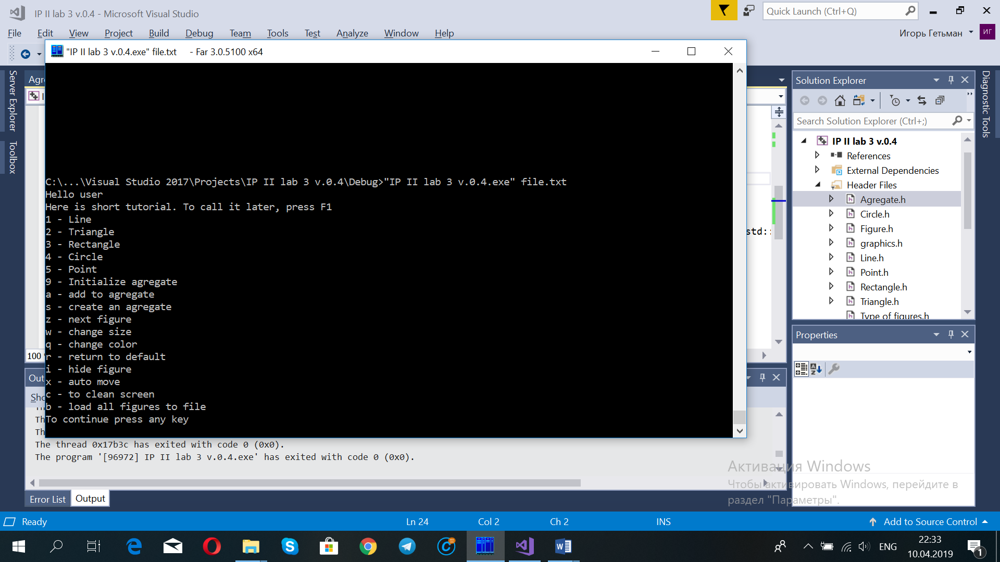 IP II lab 3 v.0.4 - Microsoft Visual Studio
Quick Launch (Ctrl+Q)
File Edit View Project Build Debug Team Tools Test Analyze Window Help
Игорь Гетьман
ИГ
"IP II lab 3 v.0.4.exe" file.txt - Far 3.0.5100 x64
Server Explorer
Toolbox
C:\...\Visual Studio 2017\Projects\IP II lab 3 v.0.4\Debug>"IP II lab 3 v.0.4.exe" file.txt
Hello user
Here is short tutorial. To call it later, press F1
1 - Line
2 - Triangle
3 - Rectangle
4 - Circle
5 - Point
9 - Initialize agregate
a - add to agregate
s - create an agregate
z - next figure
w - change size
q - change color
r - return to default
i - hide figure
x - auto move
c - to clean screen
b - load all figures to file
To continue press any key
Agr
std::
100
Out
Sho
Th
Th
The thread 0x17b3c has exited with code 0 (0x0).
The program '[96972] IP II lab 3 v.0.4.exe' has exited with code 0 (0x0).
Error List Output
Solution Explorer
Search Solution Explorer (Ctrl+;)
IP II lab 3 v.0.4
References
External Dependencies
Header Files
Agregate.h
Circle.h
Figure.h
graphics.h
Line.h
Point.h
Rectangle.h
Triangle.h
Type of figures.h
Properties
Diagnostic Tools
Активация Windows
Чтобы активировать Windows, перейдите в
раздел "Параметры".
Ready Ln 24 Col 2 Ch 2 INS Add to Source Control
ENG
22:33
10.04.2019
1